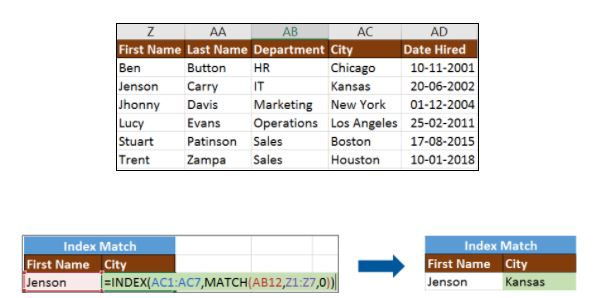 Z AA AB AC AD
First Name Last Name Department City Date Hired
Ben Button HR Chicago 10-11-2001
Jenson Carry IT Kansas 20-06-2002
Jhonny Davis Marketing New York 01-12-2004
Lucy Evans Operations Los Angeles 25-02-2011
Stuart Patinson Sales Boston 17-08-2015
Trent Zampa Sales Houston 10-01-2018
Index Match
First Name City
Jenson =INDEX(AC1:AC7,MATCH(AB12,Z1:Z7,0))
Index Match
First Name City
Jenson Kansas